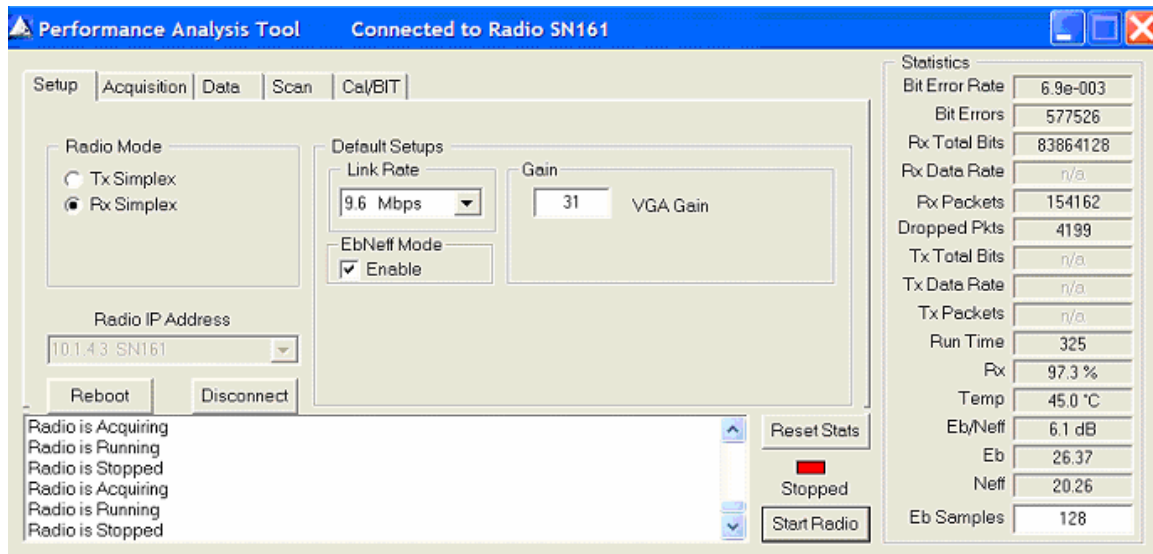 Performance Analysis Tool Connected to Radio SN161
Setup Acquisition Data Scan Cal/BIT
Radio Mode
Tx Simplex
Rx Simplex
Radio IP Address
10.1.4.3 SN161
Reboot Disconnect
Default Setups
Link Rate
9.6 Mbps
EbNeff Mode
Enable
Gain
31 VGA Gain
Radio is Acquiring
Radio is Running
Radio is Stopped
Radio is Acquiring
Radio is Running
Radio is Stopped
Reset Stats
Stopped
Start Radio
Statistics
Bit Error Rate 6.9e-003
Bit Errors 577526
Rx Total Bits 83864128
Rx Data Rate n/a
Rx Packets 154162
Dropped Pkts 4199
Tx Total Bits n/a
Tx Data Rate n/a
Tx Packets n/a
Run Time 325
Rx 97.3 %
Temp 45.0 °C
Eb/Neff 6.1 dB
Eb 26.37
Neff 20.26
Eb Samples 128